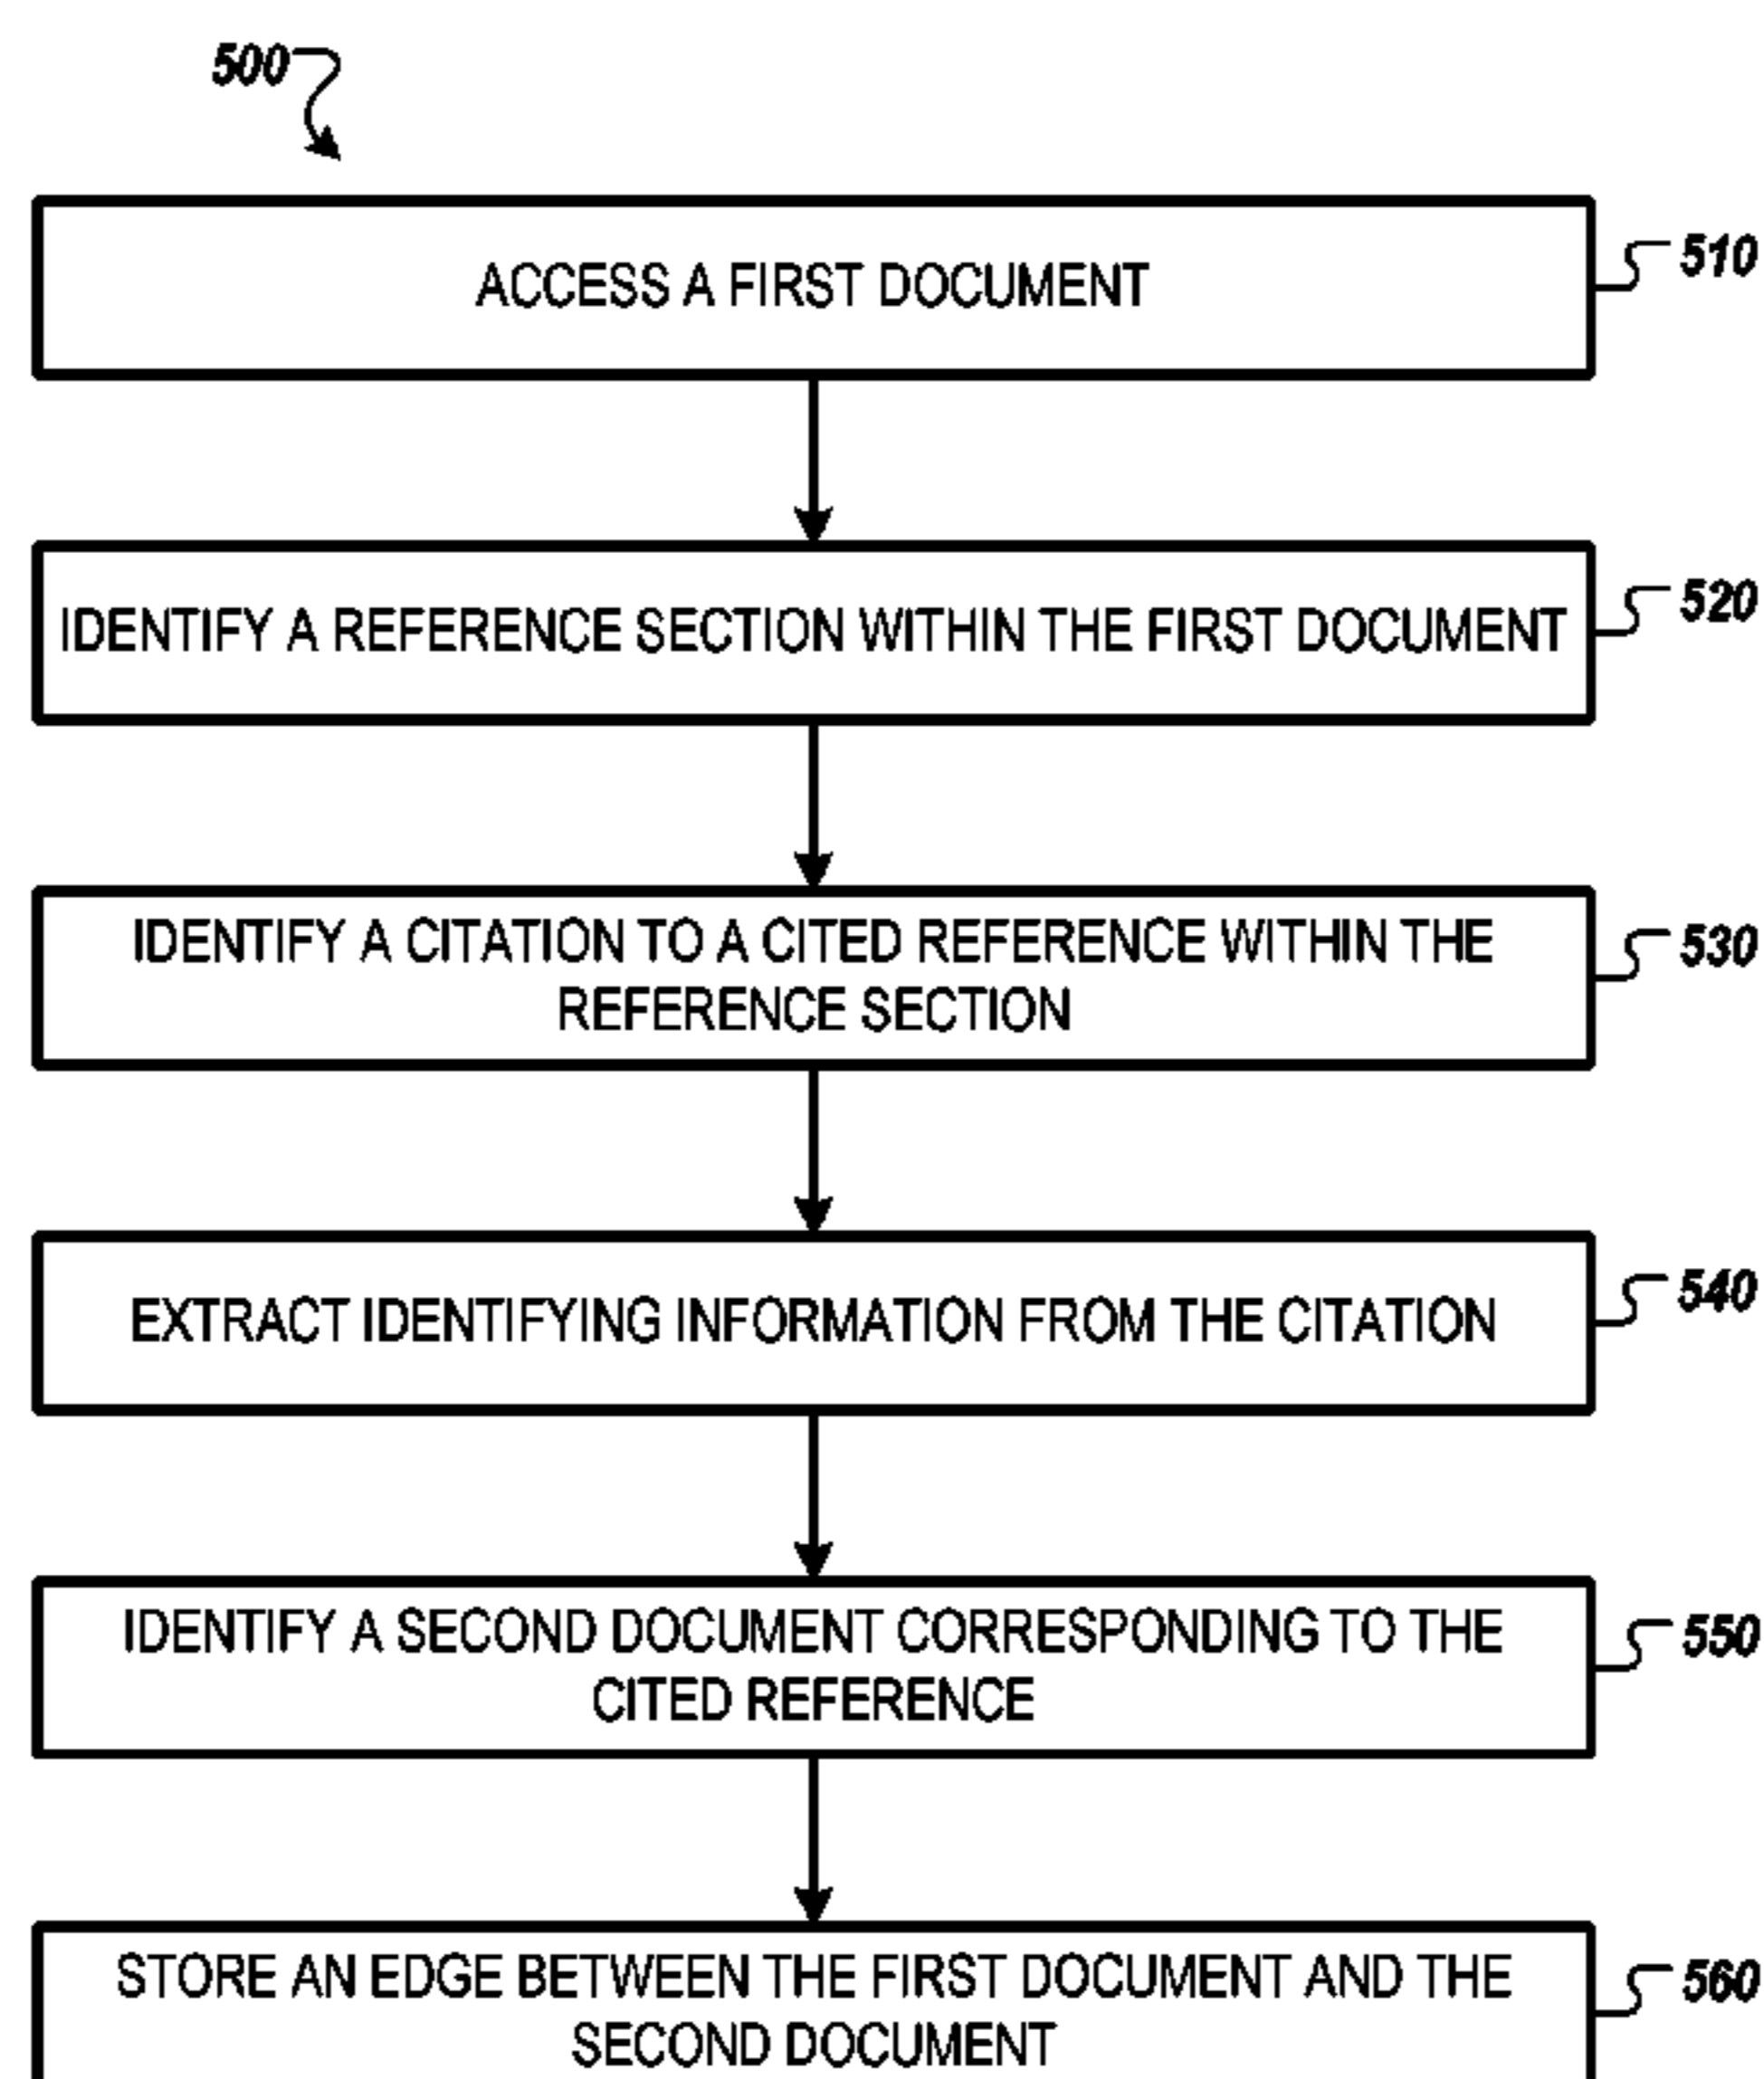 500
ACCESS A FIRST DOCUMENT
510
IDENTIFY A REFERENCE SECTION WITHIN THE FIRST DOCUMENT
520
IDENTIFY A CITATION TO A CITED REFERENCE WITHIN THE
REFERENCE SECTION
530
EXTRACT IDENTIFYING INFORMATION FROM THE CITATION
540
IDENTIFY A SECOND DOCUMENT CORRESPONDING TO THE
CITED REFERENCE
550
STORE AN EDGE BETWEEN THE FIRST DOCUMENT AND THE
SECOND DOCUMENT
560